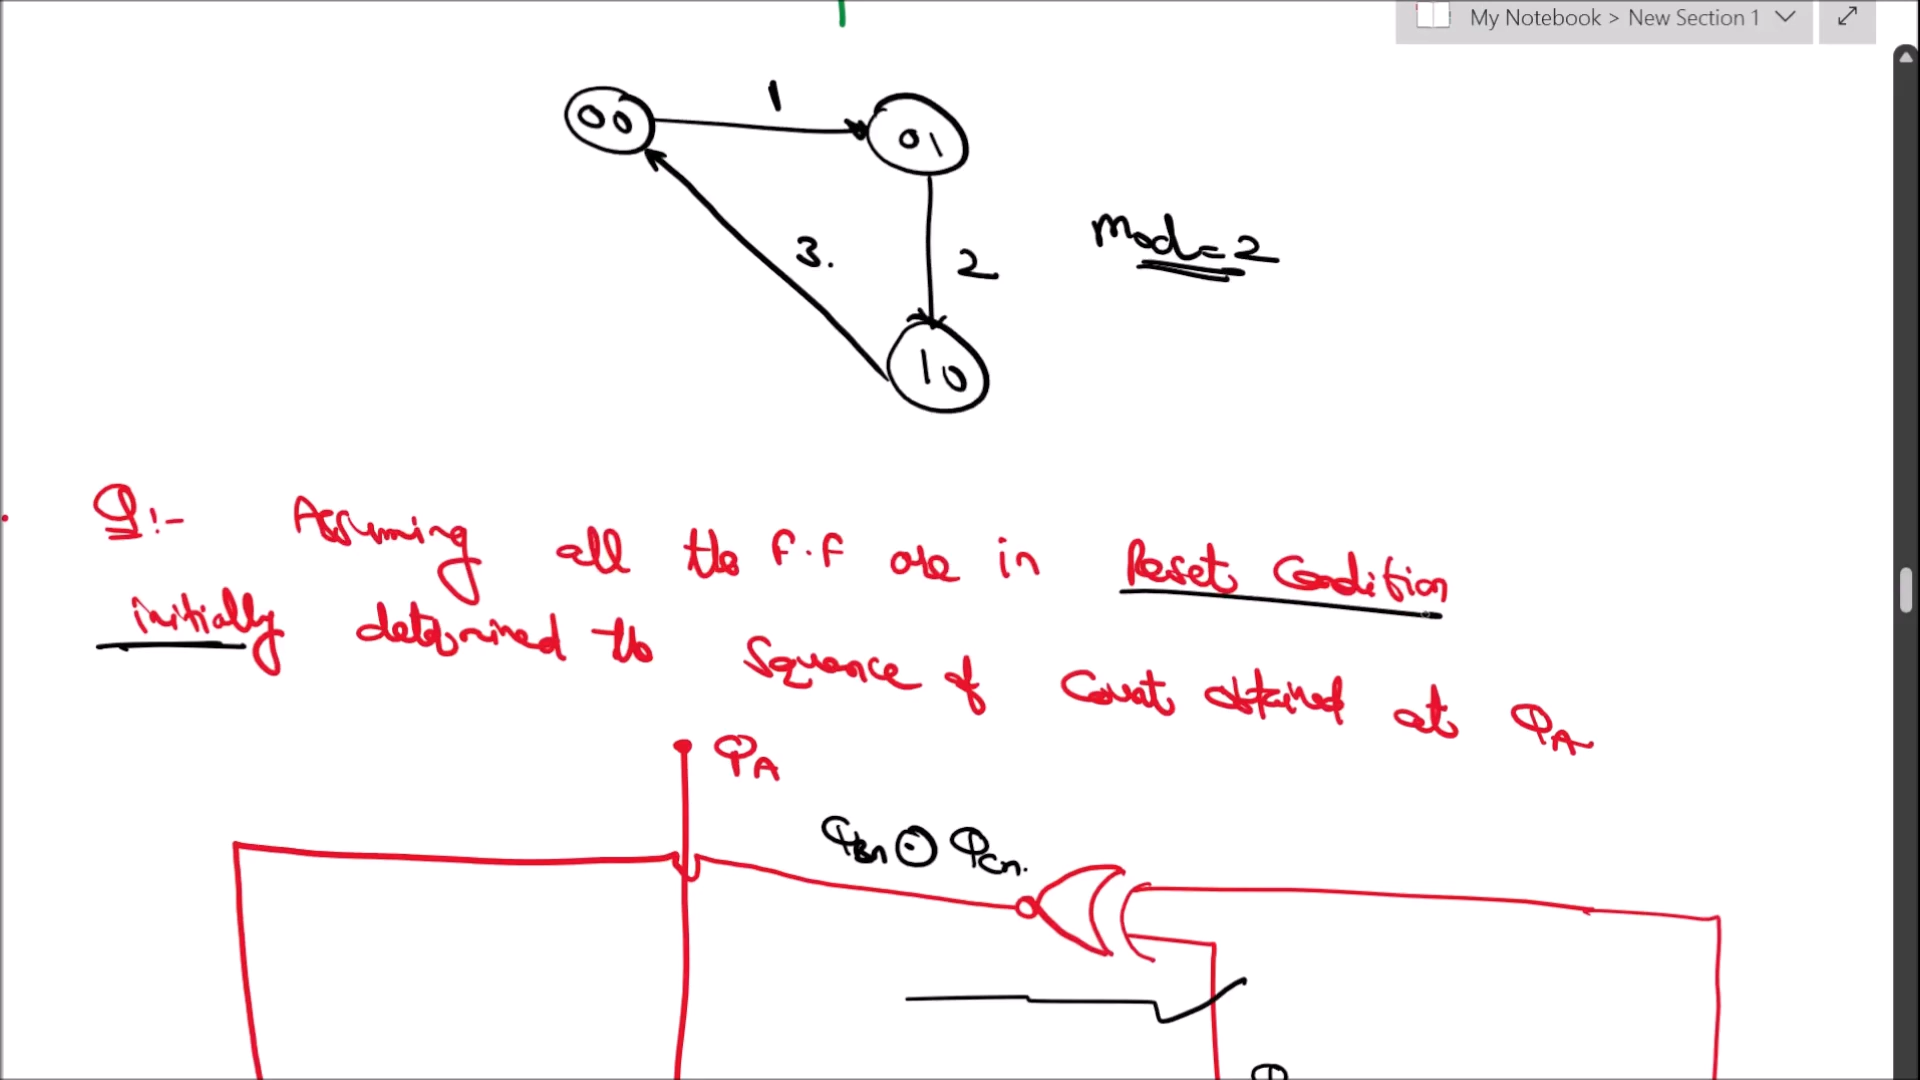 My Notebook > New Section 1
00
1
01
3.
2
Mod=2
10
Q:- Assuming all the F.F are in Reset Condition
initially determined the Sequence of Count obtained at QA
QA
QBn ⊙ QCn.